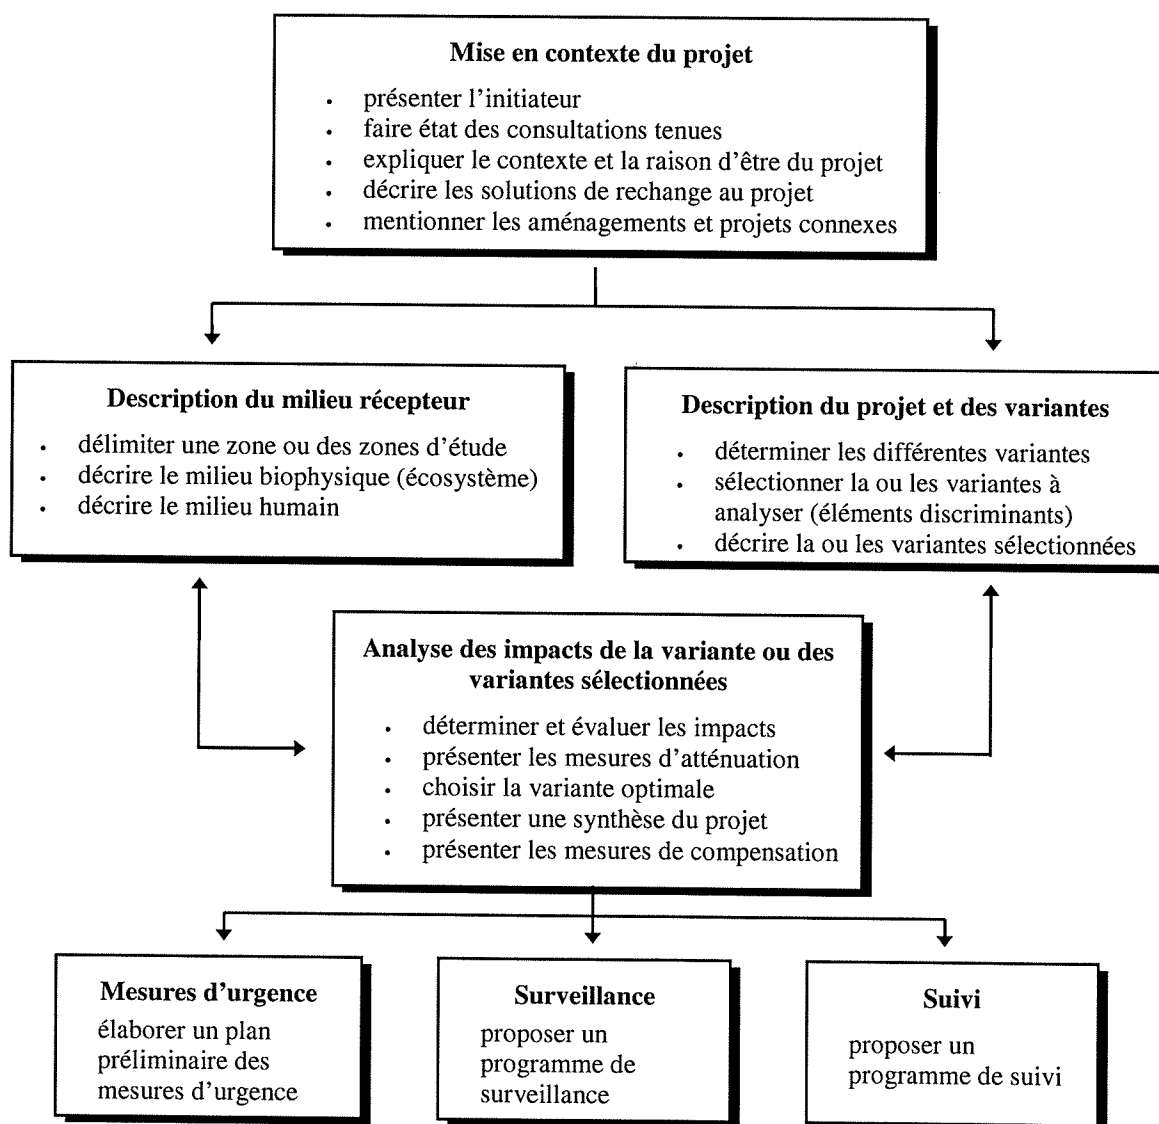 Mise en contexte du projet
• présenter l'initiateur
• faire état des consultations tenues
• expliquer le contexte et la raison d'être du projet
• décrire les solutions de rechange au projet
• mentionner les aménagements et projets connexes
Description du milieu récepteur
• délimiter une zone ou des zones d'étude
• décrire le milieu biophysique (écosystème)
• décrire le milieu humain
Description du projet et des variantes
• déterminer les différentes variantes
• sélectionner la ou les variantes à
analyser (éléments discriminants)
• décrire la ou les variantes sélectionnées
Analyse des impacts de la variante ou des
variantes sélectionnées
• déterminer et évaluer les impacts
• présenter les mesures d'atténuation
• choisir la variante optimale
• présenter une synthèse du projet
• présenter les mesures de compensation
Mesures d'urgence
élaborer un plan
préliminaire des
mesures d'urgence
Surveillance
proposer un
programme de
surveillance
Suivi
proposer un
programme de suivi